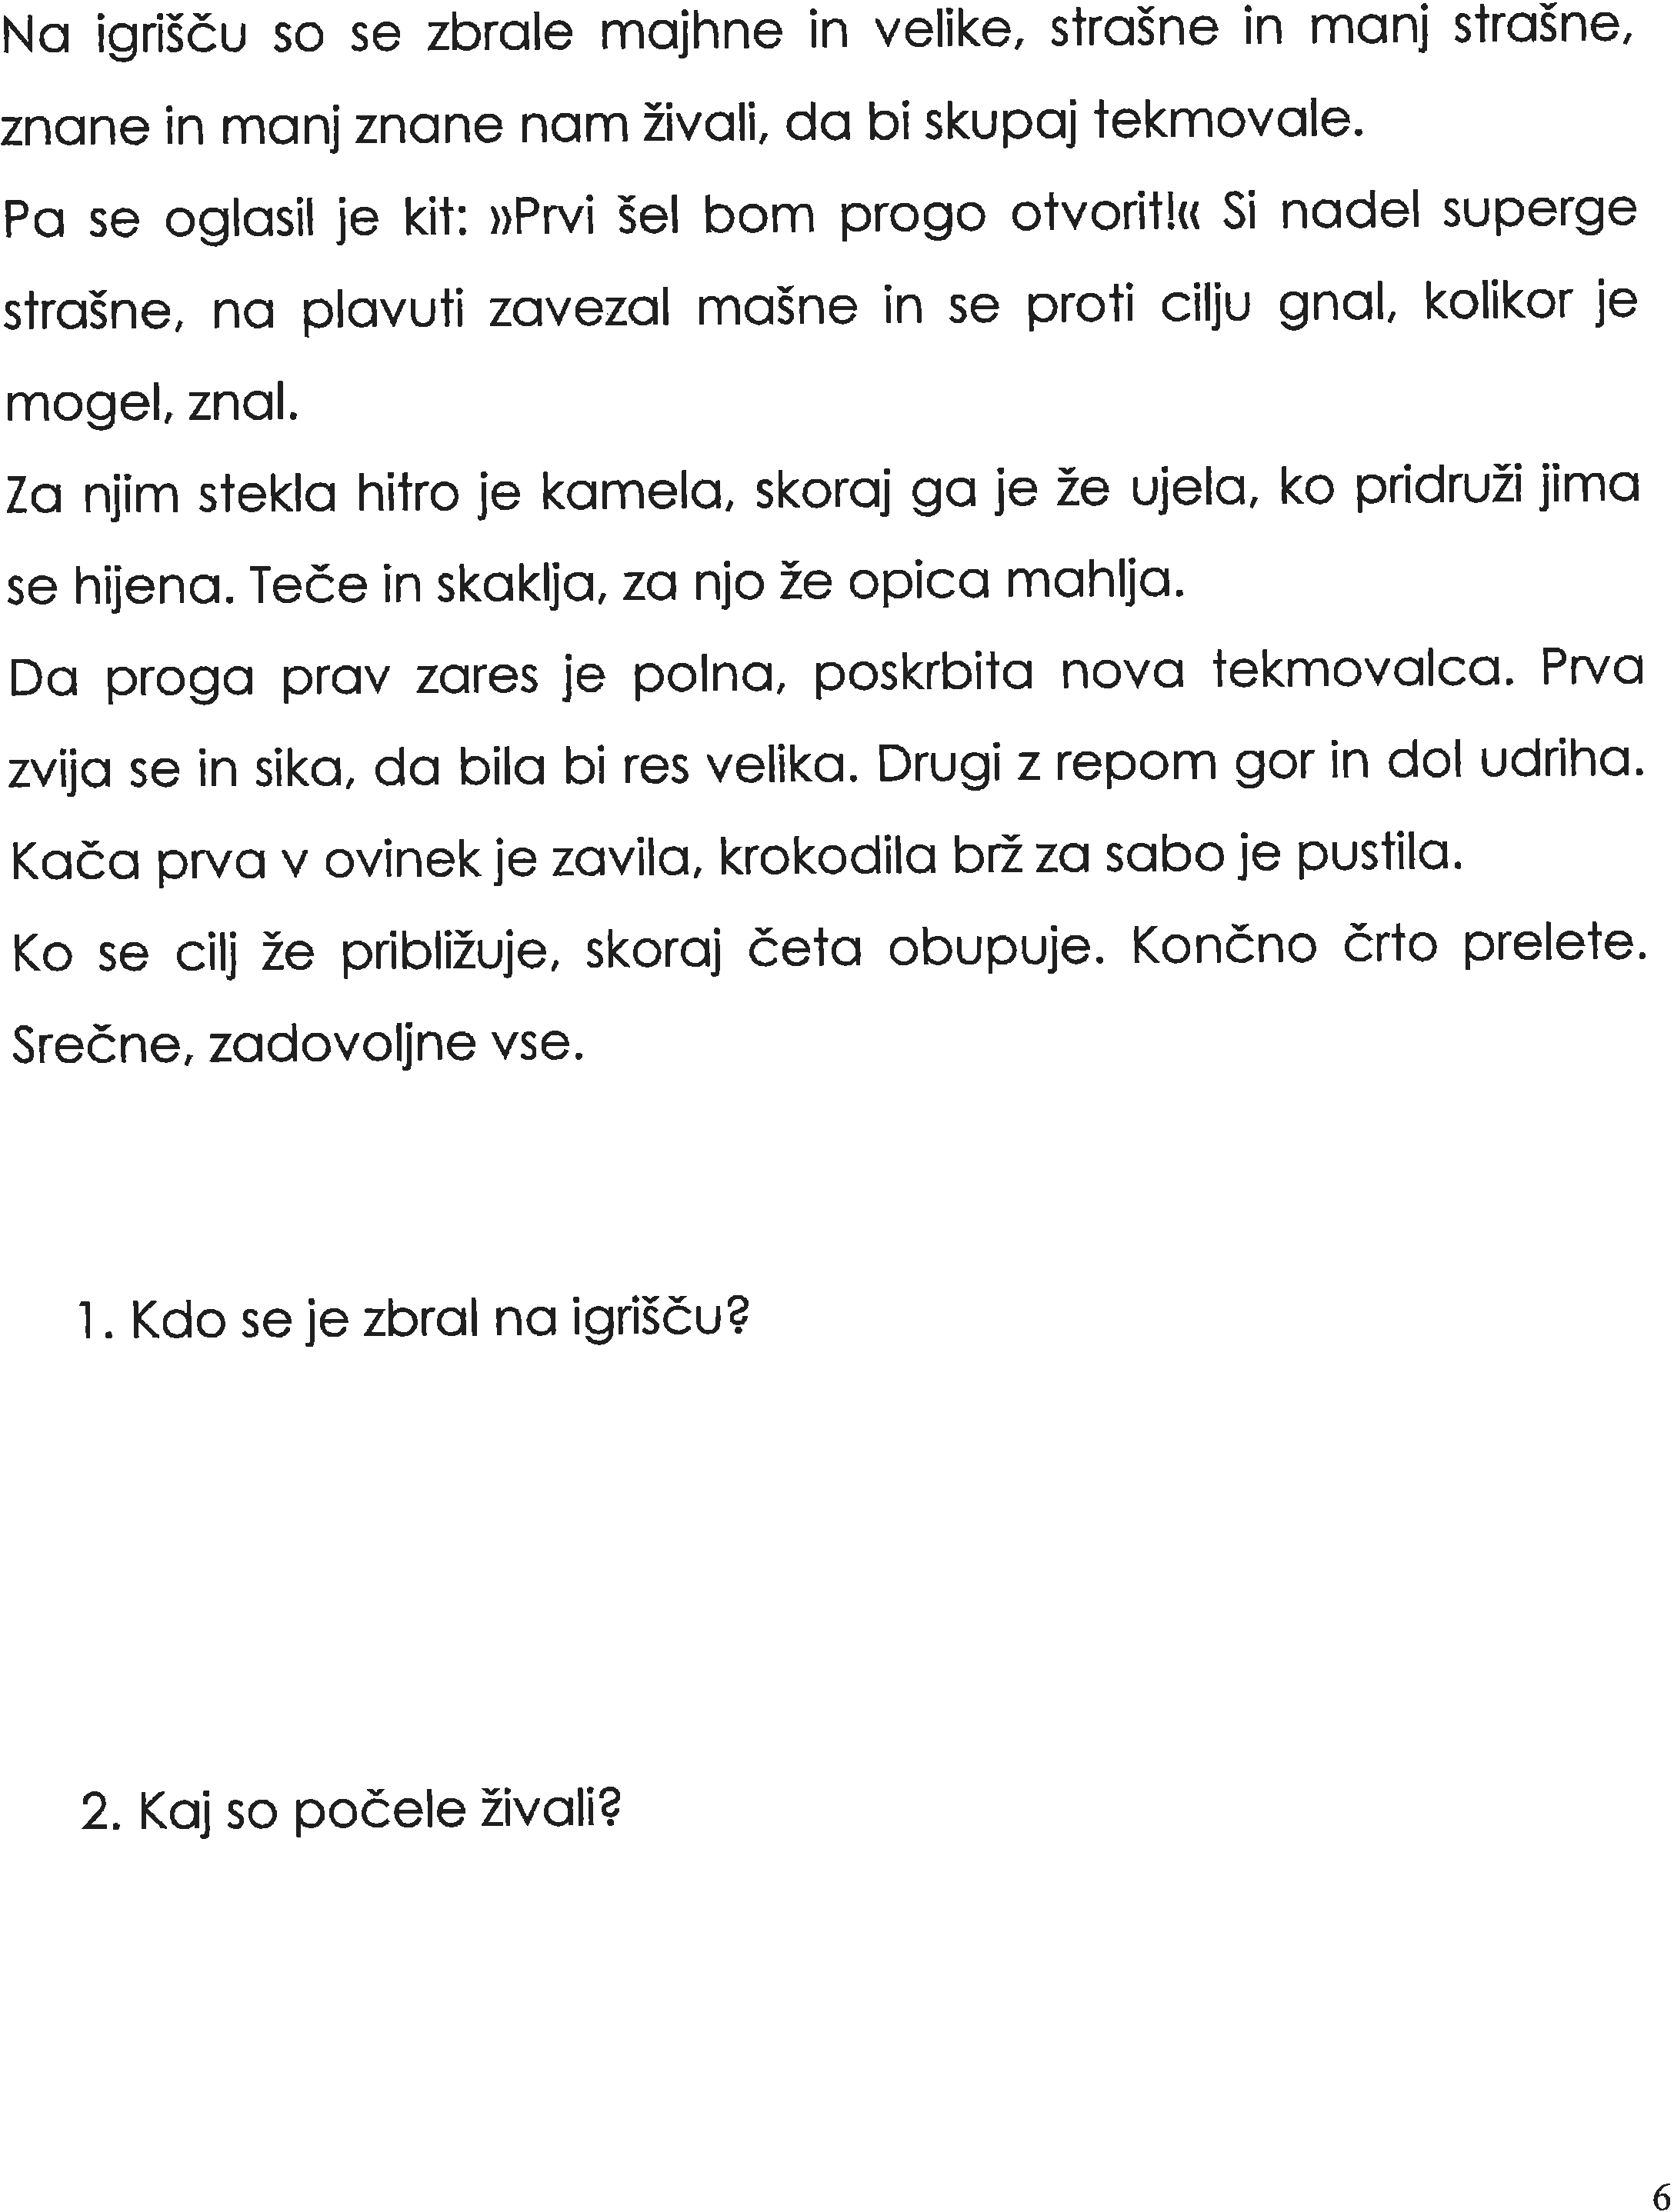 Na igrišču so se zbrale majhne in velike, strašne in manj strašne,
znane in manj znane nam živali, da bi skupaj tekmovale.
Pa se oglasil je kit: »Prvi šel bom progo otvorit!« Si nadel superge
strašne, na plavuti zavezal mašne in se proti cilju gnal, kolikor je
mogel, znal.
Za njim stekla hitro je kamela, skoraj ga je že ujela, ko pridruži jima
se hijena. Teče in skaklja, za njo že opica mahlja.
Da proga prav zares je polna, poskrbita nova tekmovalca. Prva
zvija se in sika, da bila bi res velika. Drugi z repom gor in dol udriha.
Kača prva v ovinek je zavila, krokodila brž za sabo je pustila.
Ko se cilj že približuje, skoraj četa obupuje. Končno črto prelete.
Srečne, zadovoljne vse.
1. Kdo se je zbral na igrišču?
2. Kaj so počele živali?
6